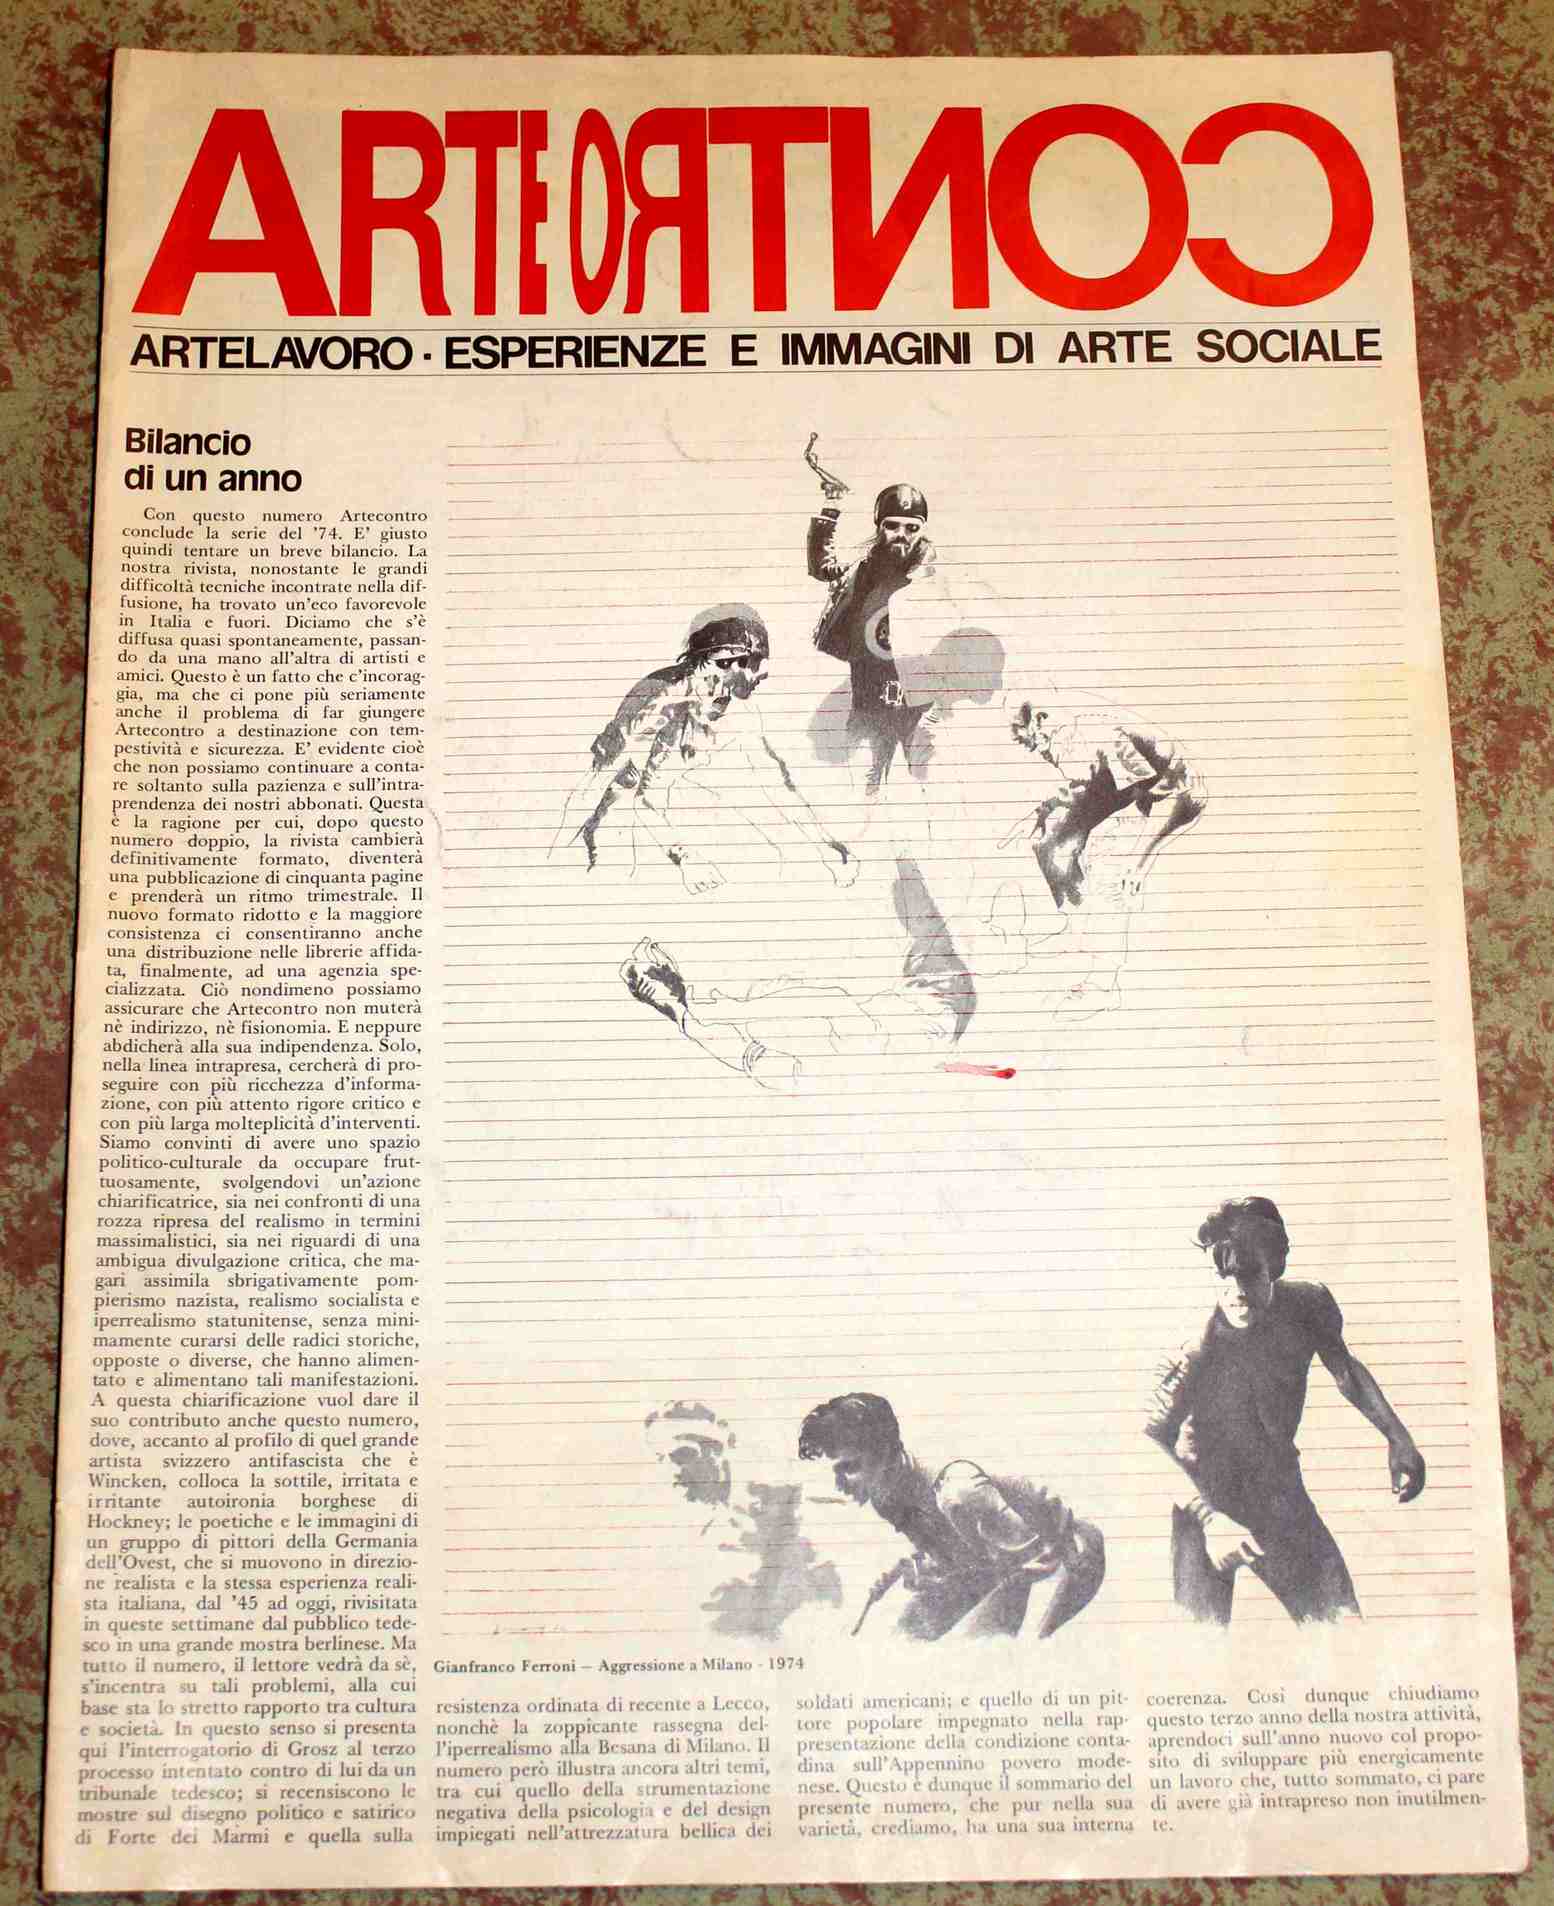 ARTECONTRO
ARTELAVORO · ESPERIENZE E IMMAGINI DI ARTE SOCIALE
Bilancio
di un anno
Con questo numero Artecontro
conclude la serie del '74. E' giusto
quindi tentare un breve bilancio. La
nostra rivista, nonostante le grandi
difficoltà tecniche incontrate nella dif-
fusione, ha trovato un'eco favorevole
in Italia e fuori. Diciamo che s'è
diffusa quasi spontaneamente, passan-
do da una mano all'altra di artisti e
amici. Questo è un fatto che c'incorag-
gia, ma che ci pone più seriamente
anche il problema di far giungere
Artecontro a destinazione con tem-
pestività e sicurezza. E' evidente cioè
che non possiamo continuare a conta-
re soltanto sulla pazienza e sull'intra-
prendenza dei nostri abbonati. Questa
è la ragione per cui, dopo questo
numero doppio, la rivista cambierà
definitivamente formato, diventerà
una pubblicazione di cinquanta pagine
e prenderà un ritmo trimestrale. Il
nuovo formato ridotto e la maggiore
consistenza ci consentiranno anche
una distribuzione nelle librerie affida-
ta, finalmente, ad una agenzia spe-
cializzata. Ciò nondimeno possiamo
assicurare che Artecontro non muterà
nè indirizzo, nè fisionomia. E neppure
abdicherà alla sua indipendenza. Solo,
nella linea intrapresa, cercherà di pro-
seguire con più ricchezza d'informa-
zione, con più attento rigore critico e
con più larga molteplicità d'interventi.
Siamo convinti di avere uno spazio
politico-culturale da occupare frut-
tuosamente, svolgendovi un'azione
chiarificatrice, sia nei confronti di una
rozza ripresa del realismo in termini
massimalistici, sia nei riguardi di una
ambigua divulgazione critica, che ma-
gari assimila sbrigativamente pom-
pierismo nazista, realismo socialista e
iperrealismo statunitense, senza mini-
mamente curarsi delle radici storiche,
opposte o diverse, che hanno alimen-
tato e alimentano tali manifestazioni.
A questa chiarificazione vuol dare il
suo contributo anche questo numero,
dove, accanto al profilo di quel grande
artista svizzero antifascista che è
Wincken, colloca la sottile, irritata e
irritante autoironia borghese di
Hockney; le poetiche e le immagini di
un gruppo di pittori della Germania
dell'Ovest, che si muovono in direzio-
ne realista e la stessa esperienza reali-
sta italiana, dal '45 ad oggi, rivisitata
in queste settimane dal pubblico tede-
sco in una grande mostra berlinese. Ma
tutto il numero, il lettore vedrà da sè,
s'incentra su tali problemi, alla cui
base sta lo stretto rapporto tra cultura
e società. In questo senso si presenta
qui l'interrogatorio di Grosz al terzo
processo intentato contro di lui da un
tribunale tedesco; si recensiscono le
mostre sul disegno politico e satirico
di Forte dei Marmi e quella sulla
Gianfranco Ferroni — Aggressione a Milano - 1974
resistenza ordinata di recente a Lecco,
nonchè la zoppicante rassegna del-
l'iperrealismo alla Besana di Milano. Il
numero però illustra ancora altri temi,
tra cui quello della strumentazione
negativa della psicologia e del design
impiegati nell'attrezzatura bellica dei
soldati americani; e quello di un pit-
tore popolare impegnato nella rap-
presentazione della condizione conta-
dina sull'Appennino povero mode-
nese. Questo è dunque il sommario del
presente numero, che pur nella sua
varietà, crediamo, ha una sua interna
coerenza. Così dunque chiudiamo
questo terzo anno della nostra attività,
aprendoci sull'anno nuovo col propo-
sito di sviluppare più energicamente
un lavoro che, tutto sommato, ci pare
di avere già intrapreso non inutilmen-
te.